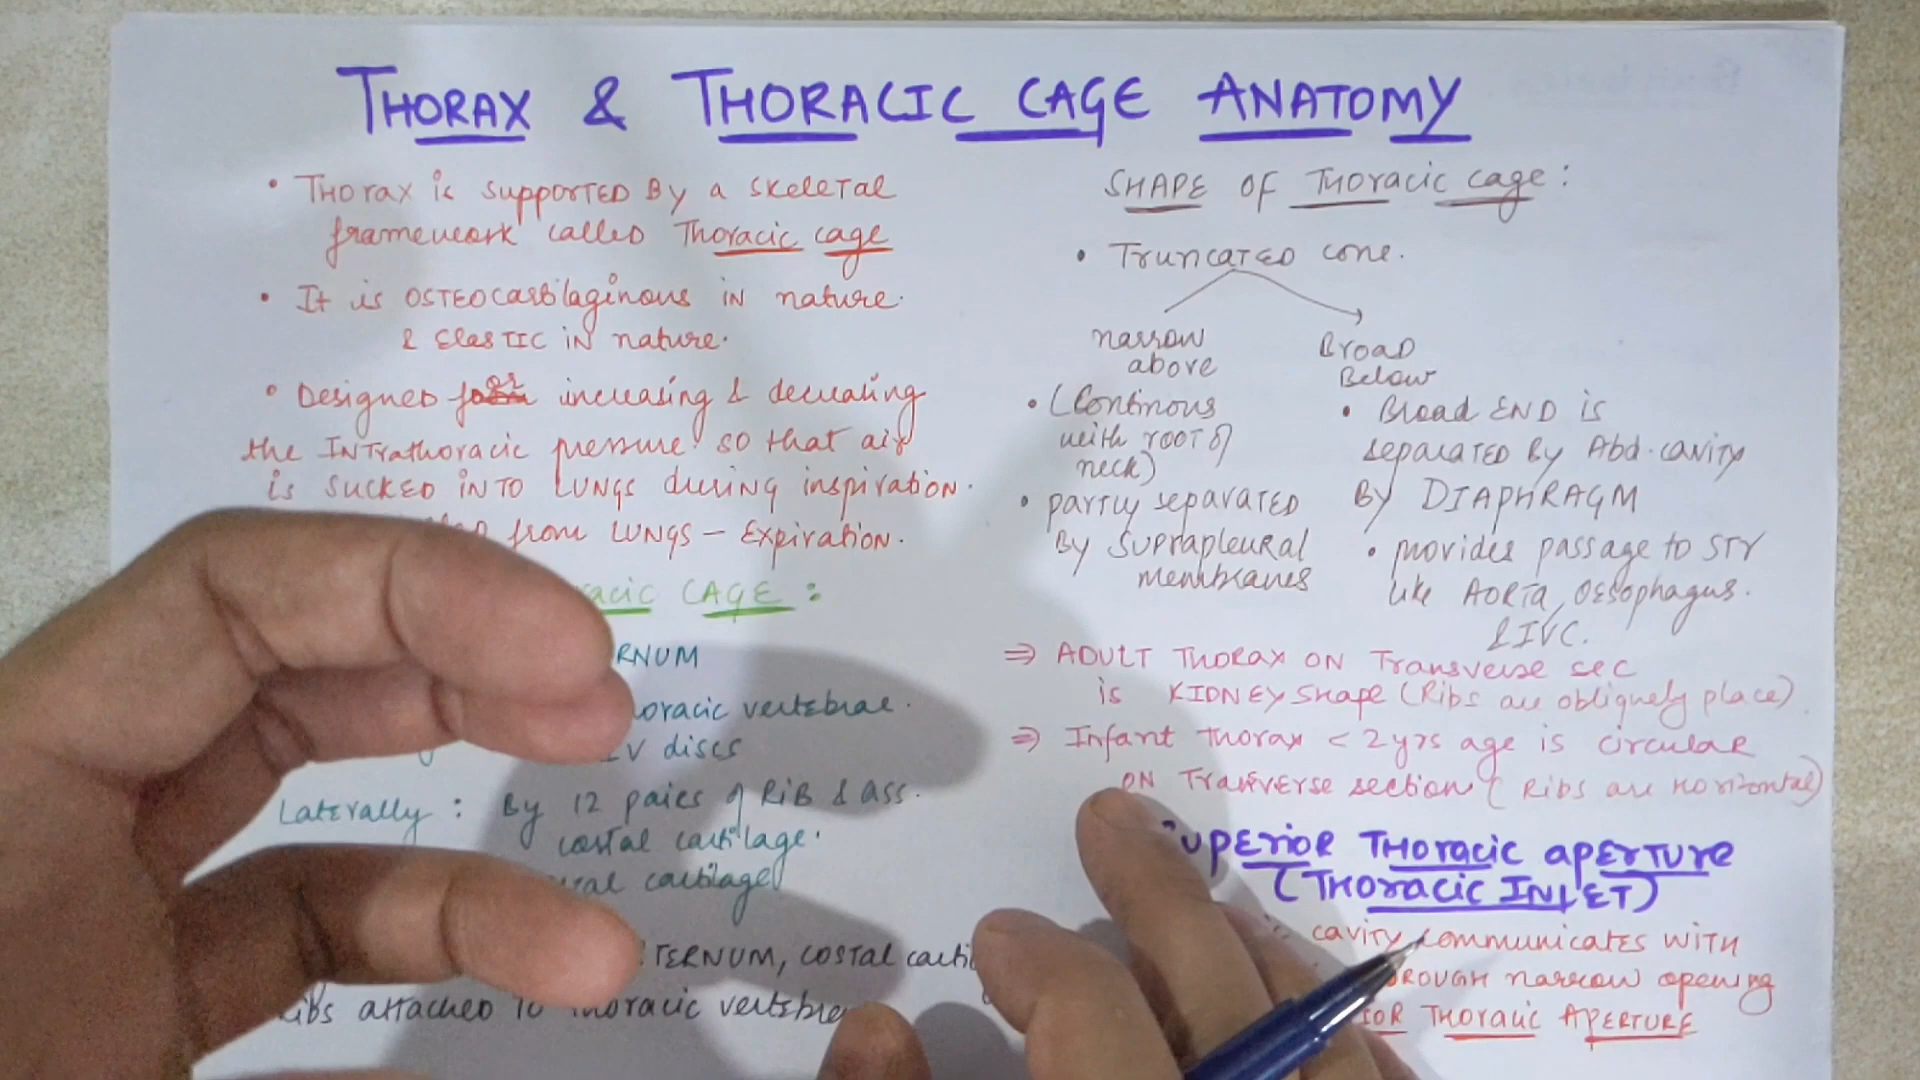 THORAX & THORACIC CAGE ANATOMY
• Thorax is supported by a skeletal
framework called Thoracic cage
• It is osteocartilaginous in nature.
& elastic in nature.
• Designed for increasing & decreasing
the Intrathoracic pressure so that air
is sucked into lungs during inspiration.
from lungs – Expiration.
CAGE :
vertebrae.
IV discs
Laterally : By 12 pairs of Rib & ass.
costal cartilage.
cartilage
costal
Ribs attached to thoracic vertebrae
SHAPE OF Thoracic cage :
• Truncated cone.
narrow
above
• (Continous
with root of
neck)
• partly separated
By Suprapleural
membranes
Broad
Below
• Broad END is
separated By Abd. cavity
By DIAPHRAGM
• provides passage to STR
like AORTA, Oesophagus.
& IVC.
⇒ ADULT THORAX ON Transverse sec
is KIDNEY Shape (Ribs are obliquely place).
⇒ Infant thorax < 2 yrs age is circular
ON Transverse section (Ribs are horizontal)
Thoracic aperture
(Thoracic INLET)
cavity communicates with
narrow opening
THORACIC APERTURE